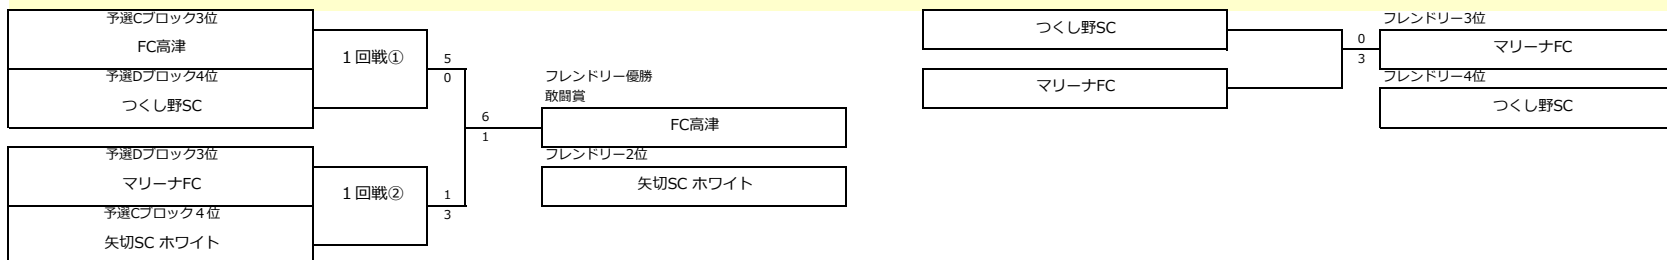 予選Cブロック3位
FC高津
予選Dブロック4位
つくし野SC
１回戦①
5
0
予選Dブロック3位
マリーナFC
予選Cブロック４位
矢切SC ホワイト
１回戦②
1
3
6
1
フレンドリー優勝
敢闘賞
FC高津
フレンドリー2位
矢切SC ホワイト
つくし野SC
マリーナFC
0
3
フレンドリー3位
マリーナFC
フレンドリー4位
つくし野SC